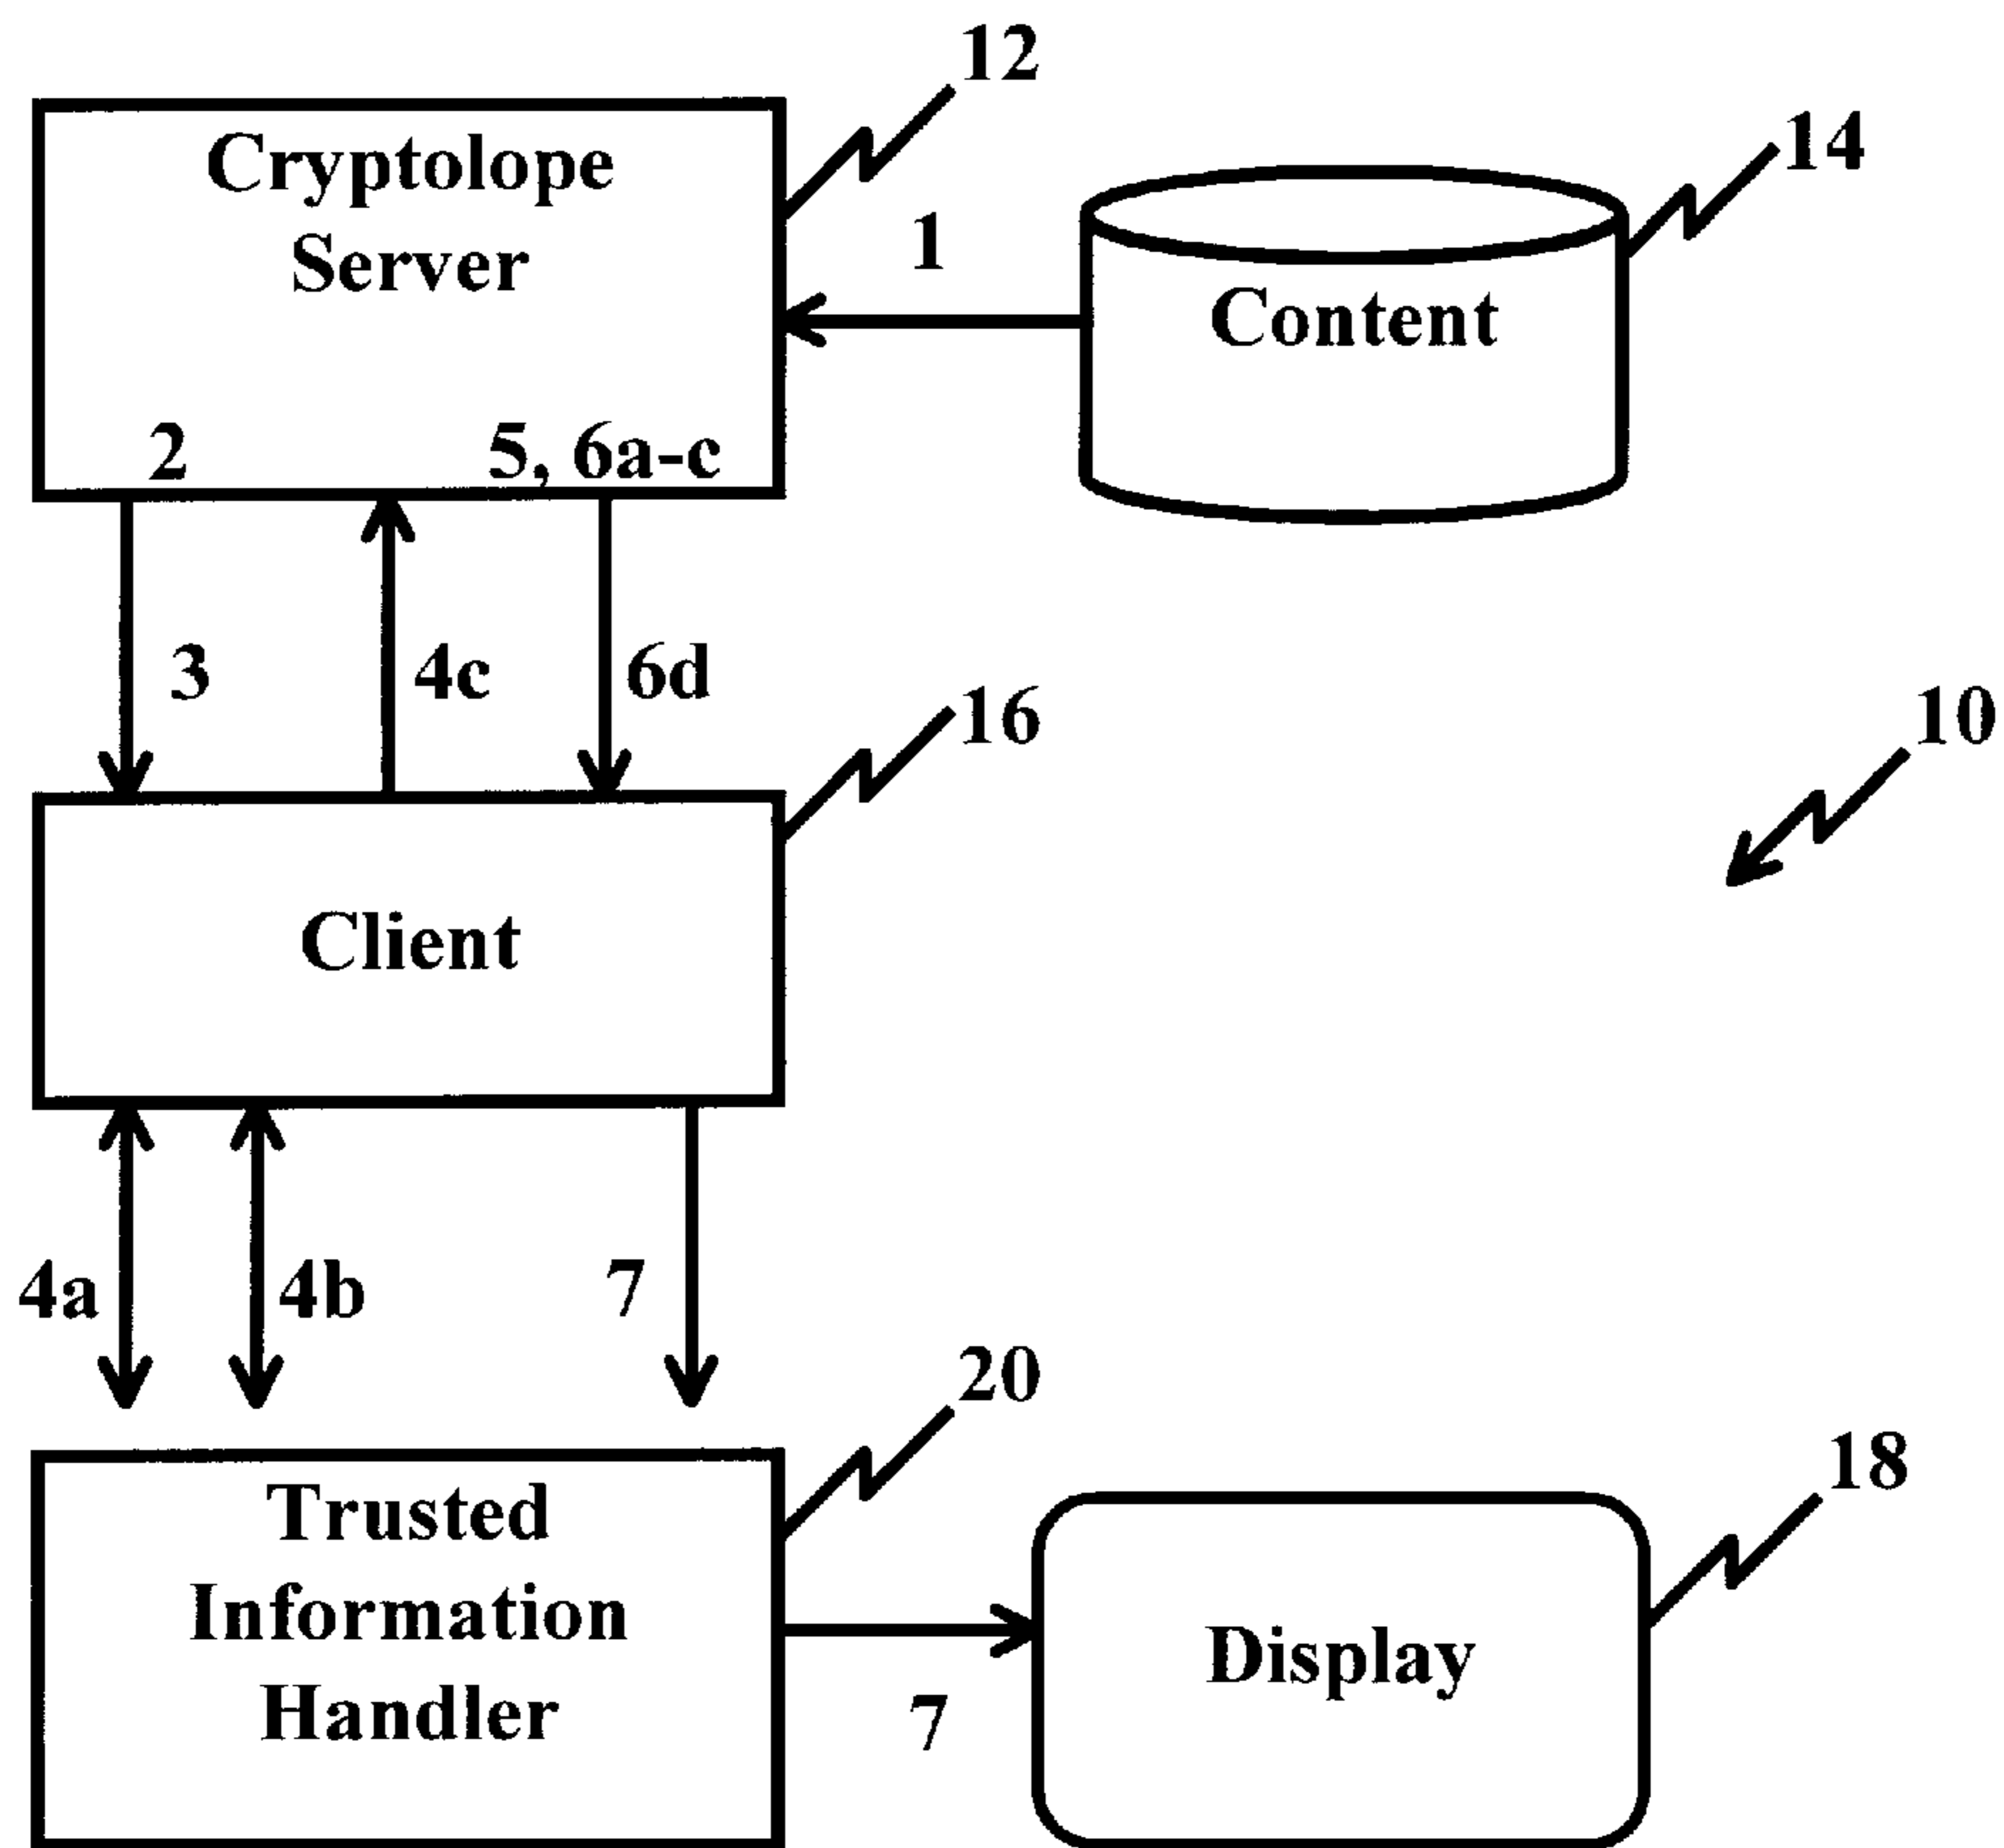 12
Cryptolope
Server
14
1
Content
2
5, 6a-c
3
4c
6d
16
10
Client
4a
4b
7
20
18
Trusted
Information
Handler
Display
7